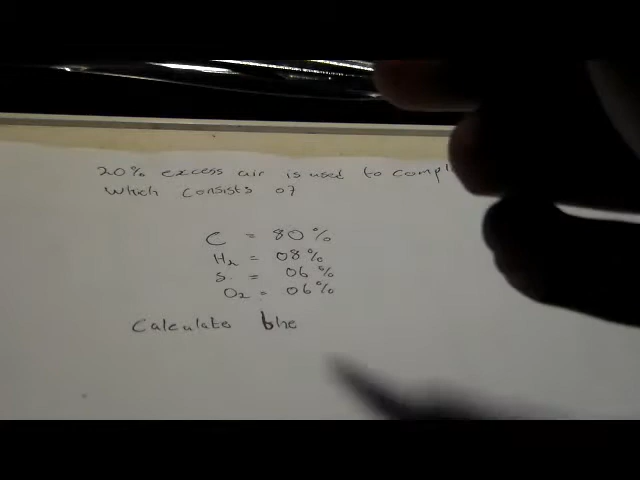 20% excess air is used to compl
which consists of
C = 80%
H2 = 08%
S. = 06%
O2 = 06%
Calculate the